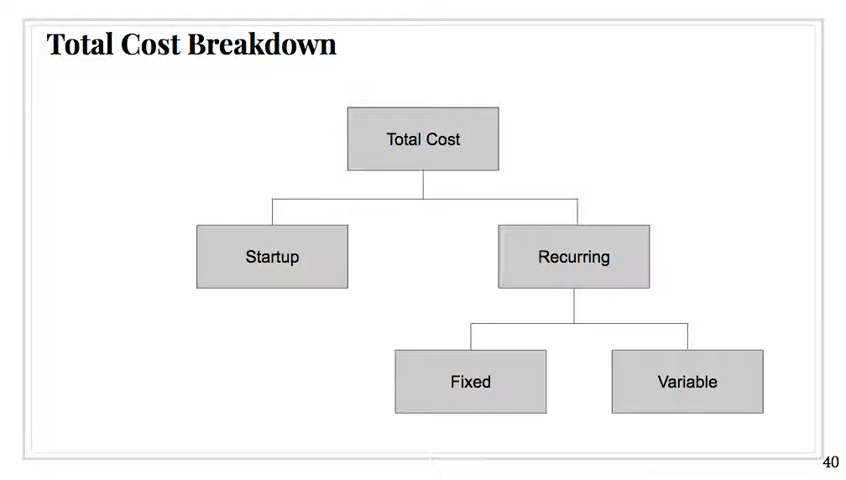 Total Cost Breakdown
Total Cost
Startup
Recurring
Fixed
Variable
40